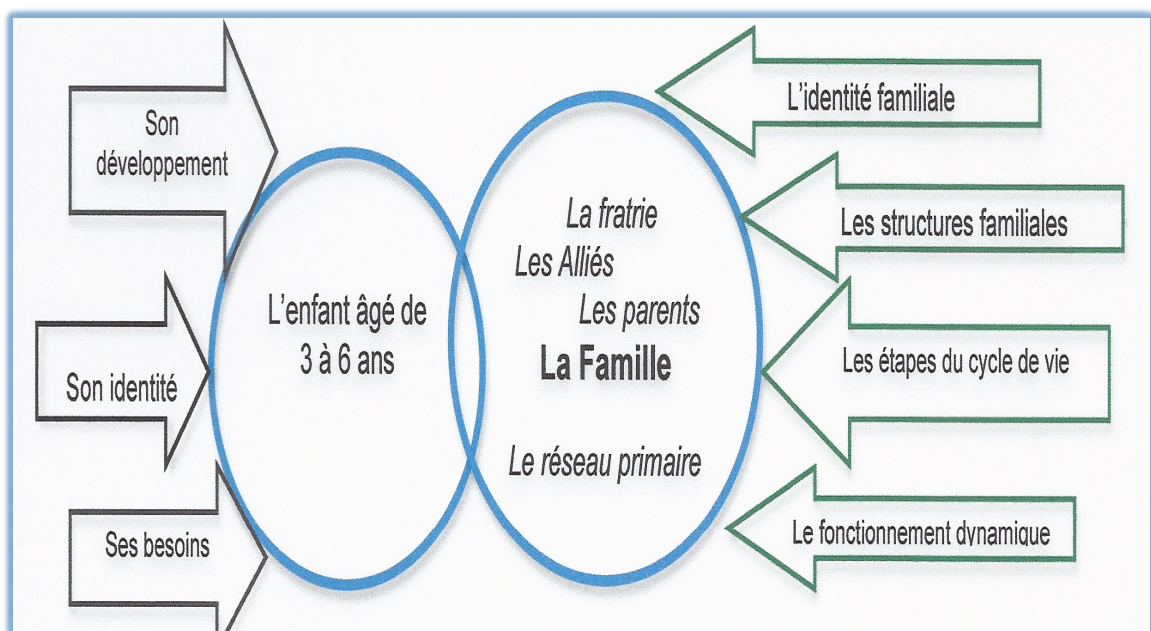 Son
développement
Son identité
Ses besoins
L'enfant âgé de
3 à 6 ans
La fratrie
Les Alliés
Les parents
La Famille
Le réseau primaire
L'identité familiale
Les structures familiales
Les étapes du cycle de vie
Le fonctionnement dynamique